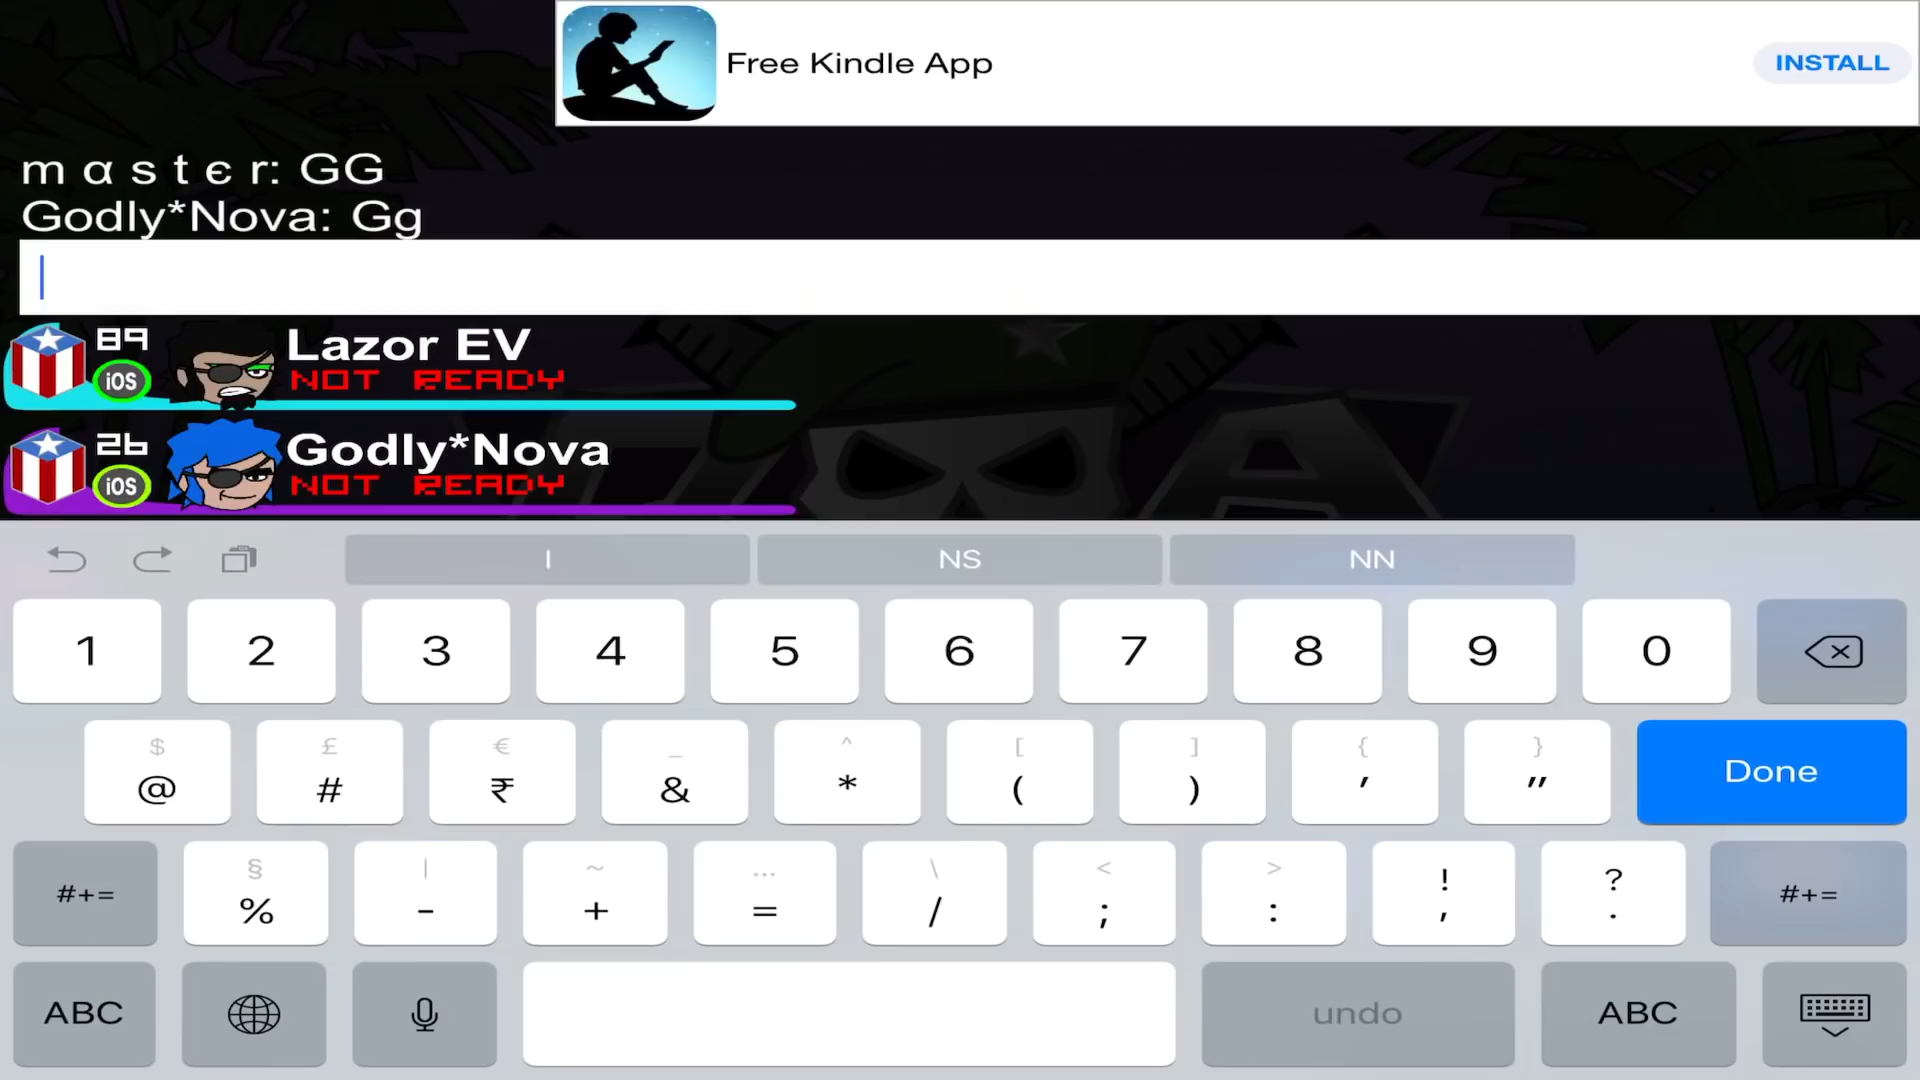 Free Kindle App
INSTALL
m α s t є r: GG
Godly*Nova: Gg
89
iOS
Lazor EV
NOT READY
26
iOS
Godly*Nova
NOT READY
I
NS
NN
1 2 3 4 5 6 7 8 9 0
$ £ € _ ^ [ ] { }
@ # ₹ & * ( ) ' "
Done
§ | ~ … \ < > ! ?
#+= % - + = / ; : , . #+=
ABC
undo
ABC